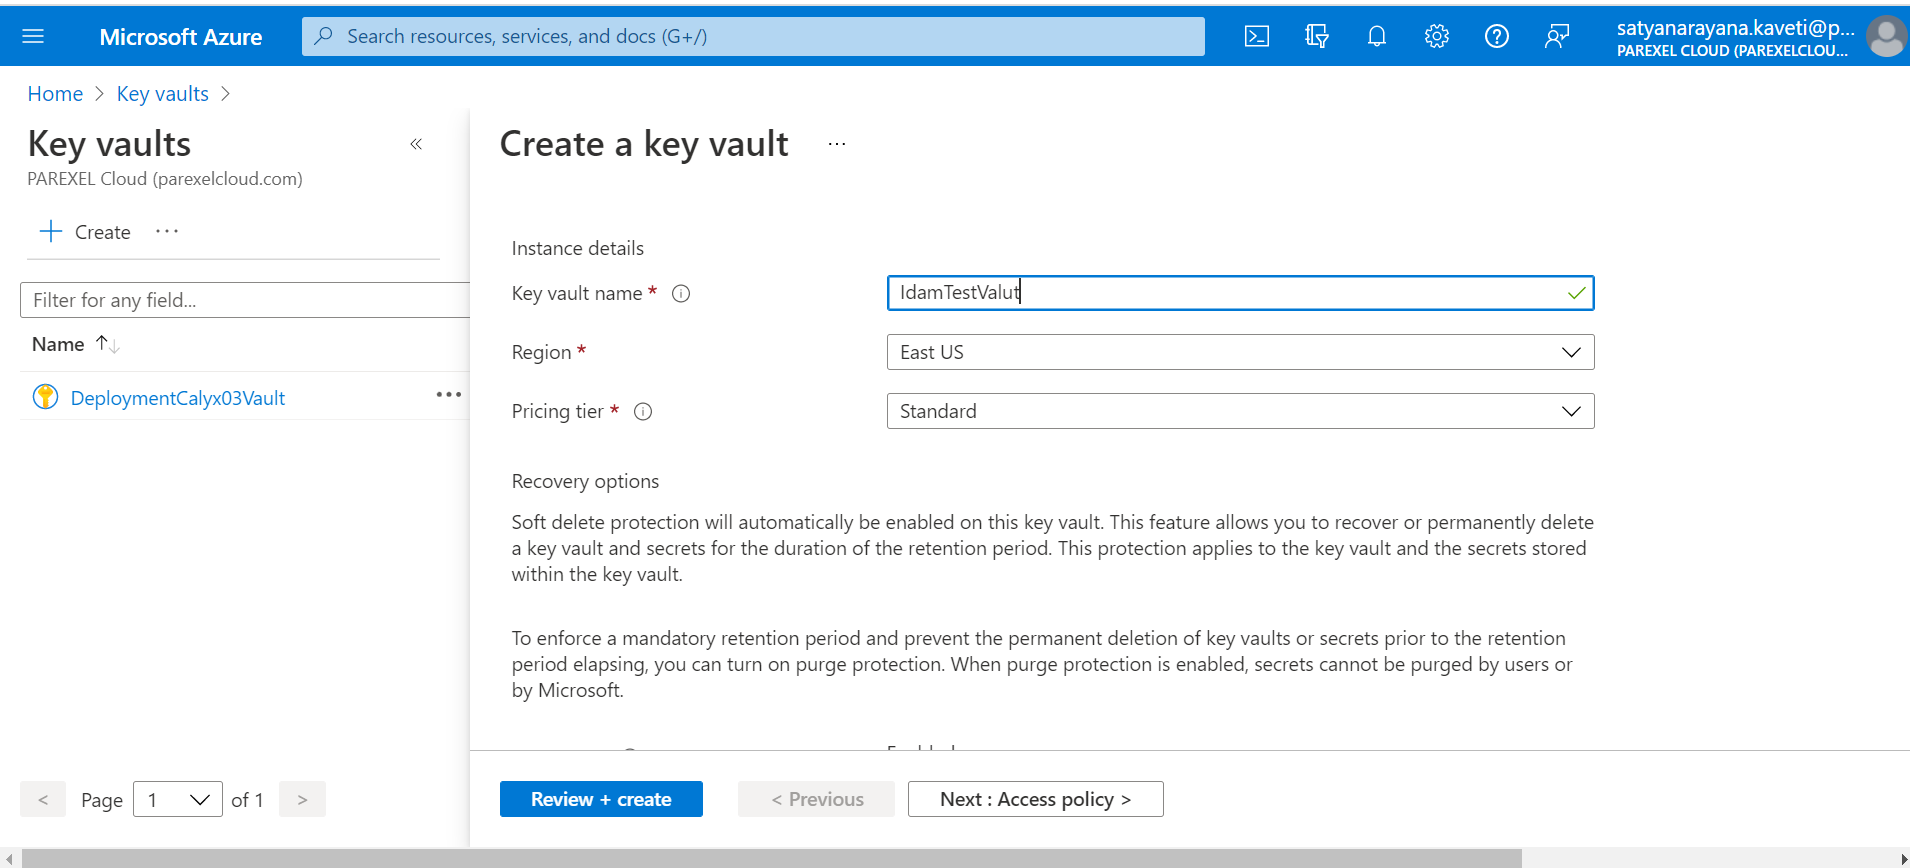 Microsoft Azure
Search resources, services, and docs (G+/)
satyanarayana.kaveti@p...
PAREXEL CLOUD (PAREXELCLOU...
Home > Key vaults >
Key vaults
«
PAREXEL Cloud (parexelcloud.com)
+ Create ...
Filter for any field...
Name ↑↓
DeploymentCalyx03Vault ...
< Page 1 of 1 >
Create a key vault ...
Instance details
Key vault name *
IdamTestValut
Region *
East US
Pricing tier *
Standard
Recovery options
Soft delete protection will automatically be enabled on this key vault. This feature allows you to recover or permanently delete
a key vault and secrets for the duration of the retention period. This protection applies to the key vault and the secrets stored
within the key vault.
To enforce a mandatory retention period and prevent the permanent deletion of key vaults or secrets prior to the retention
period elapsing, you can turn on purge protection. When purge protection is enabled, secrets cannot be purged by users or
by Microsoft.
Review + create
< Previous
Next : Access policy >